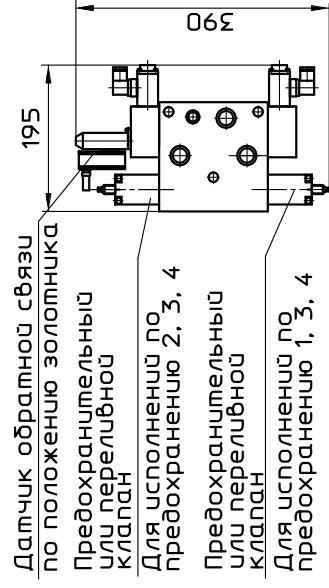 390
195
Датчик обратной связи
по положению золотника
Предохранительный
или переливной
клапан
Для исполнений по
предохранению 2, 3, 4
Предохранительный
или переливной
клапан
Для исполнений по
предохранению 1, 3, 4